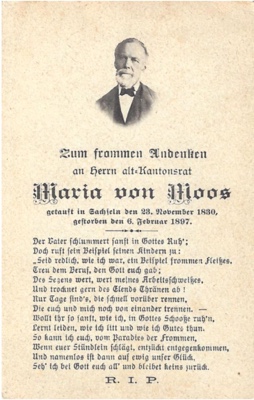 Zum frommen Andenken
an Herrn alt-Kantonsrat
Maria von Moos
getauft in Sachseln den 23. November 1830,
gestorben den 6. Februar 1897.
Der Vater schlummert sanft in Gottes Ruh';
Doch ruft sein Beispiel seinen Kindern zu:
„Seid redlich, wie ich war, ein Beispiel frommen Fleißes,
Treu dem Beruf, den Gott euch gab;
Des Segens wert, wert meines Arbeitsschweißes,
Und trocknet gern des Elends Thränen ab!
Nur Tage sind's, die schnell vorüber rennen,
Die euch und mich noch von einander trennen. —
Wollt ihr so sanft, wie ich, in Gottes Schooße ruh'n,
Lernt leiden, wie ich litt und wie ich Gutes thun.
So kann ich euch, vom Paradies der Frommen,
Wenn euer Stündlein schlägt, entzückt entgegenkommen,
Und namenlos ist dann auf ewig unser Glück.
Seh' ich bei Gott euch all' und bleibet keins zurück.
R. I. P.